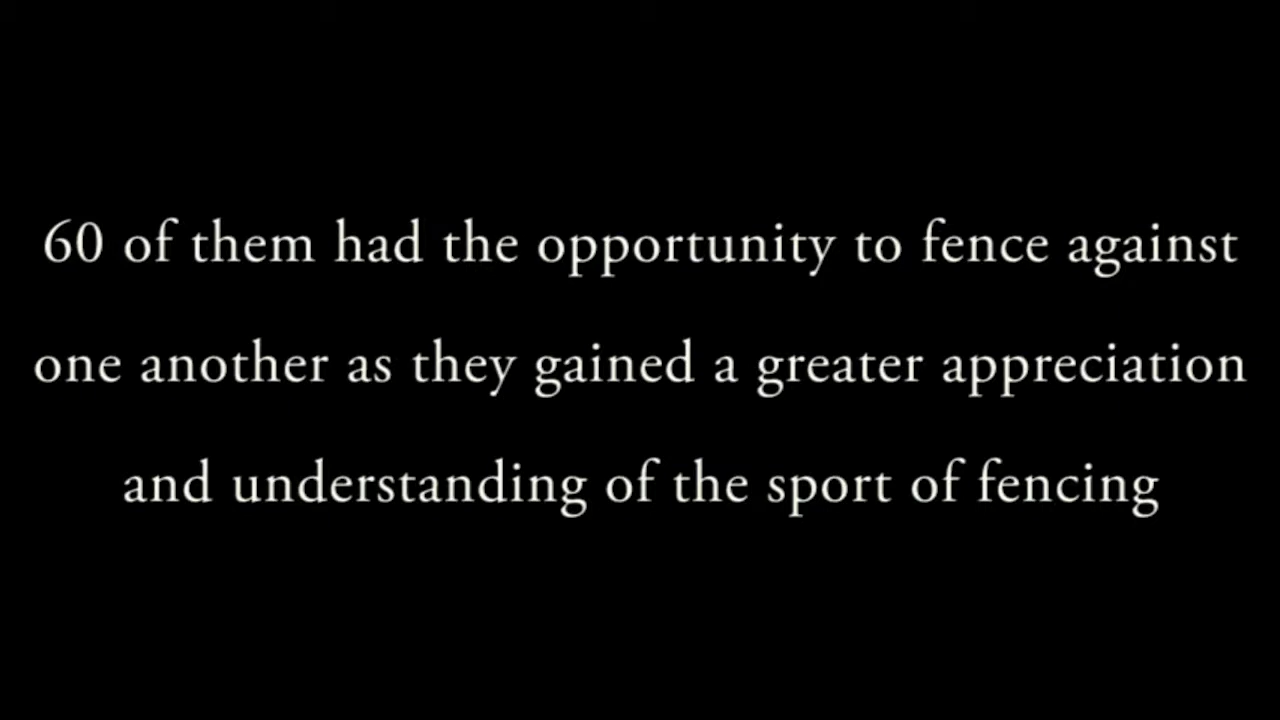 60 of them had the opportunity to fence against
one another as they gained a greater appreciation
and understanding of the sport of fencing